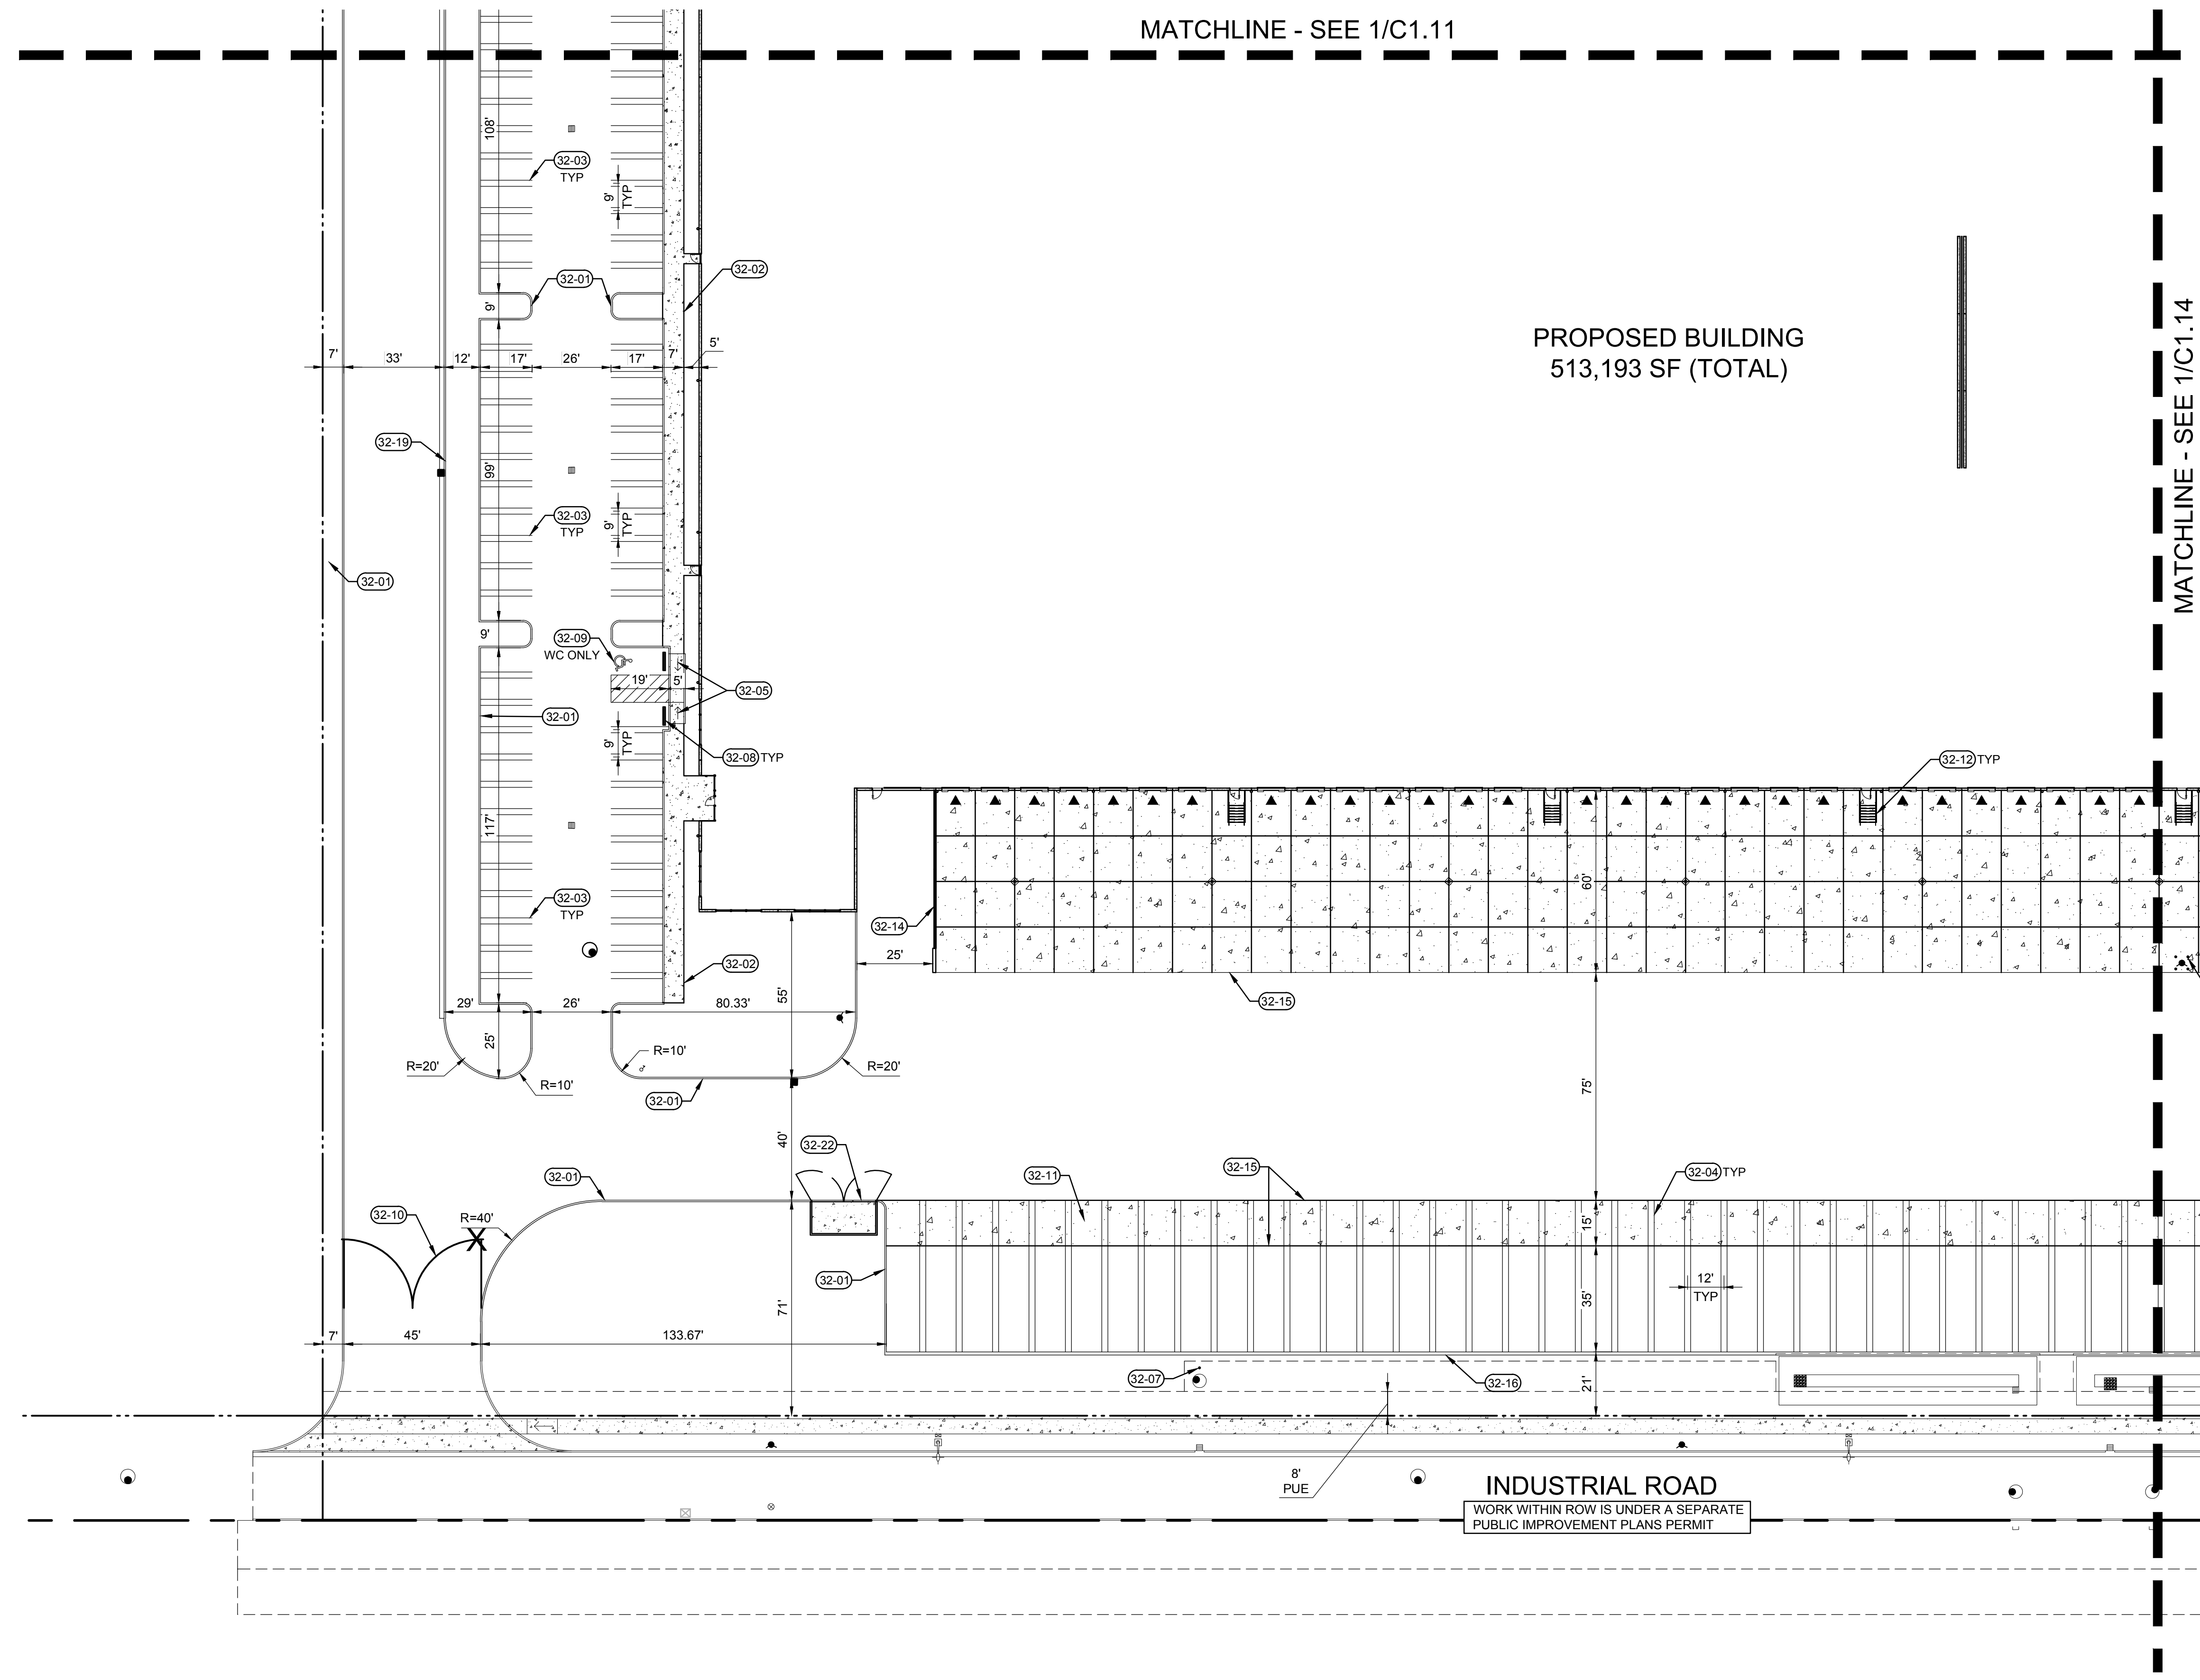 MATCHLINE - SEE 1/C1.11
108'
32-03
TYP
9'
TYP
32-02
32-01
9'
PROPOSED BUILDING
513,193 SF (TOTAL)
MATCHLINE - SEE 1/C1.14
7'
33'
12'
17'
26'
17'
7'
5'
32-19
99'
32-03
TYP
9'
TYP
32-01
9'
32-09
WC ONLY
19'
5'
32-05
32-01
9'
TYP
32-08 TYP
32-12 TYP
117'
32-03
TYP
60'
32-14
32-02
25'
32-15
29'
26'
80.33'
55'
25'
R=10'
R=20'
R=20'
R=10'
75'
32-01
40'
32-22
32-01
32-11
32-15
32-04 TYP
32-10
R=40'
15'
32-01
12'
TYP
71'
35'
7'
45'
133.67'
32-07
32-16
21'
8'
PUE
INDUSTRIAL ROAD
WORK WITHIN ROW IS UNDER A SEPARATE
PUBLIC IMPROVEMENT PLANS PERMIT